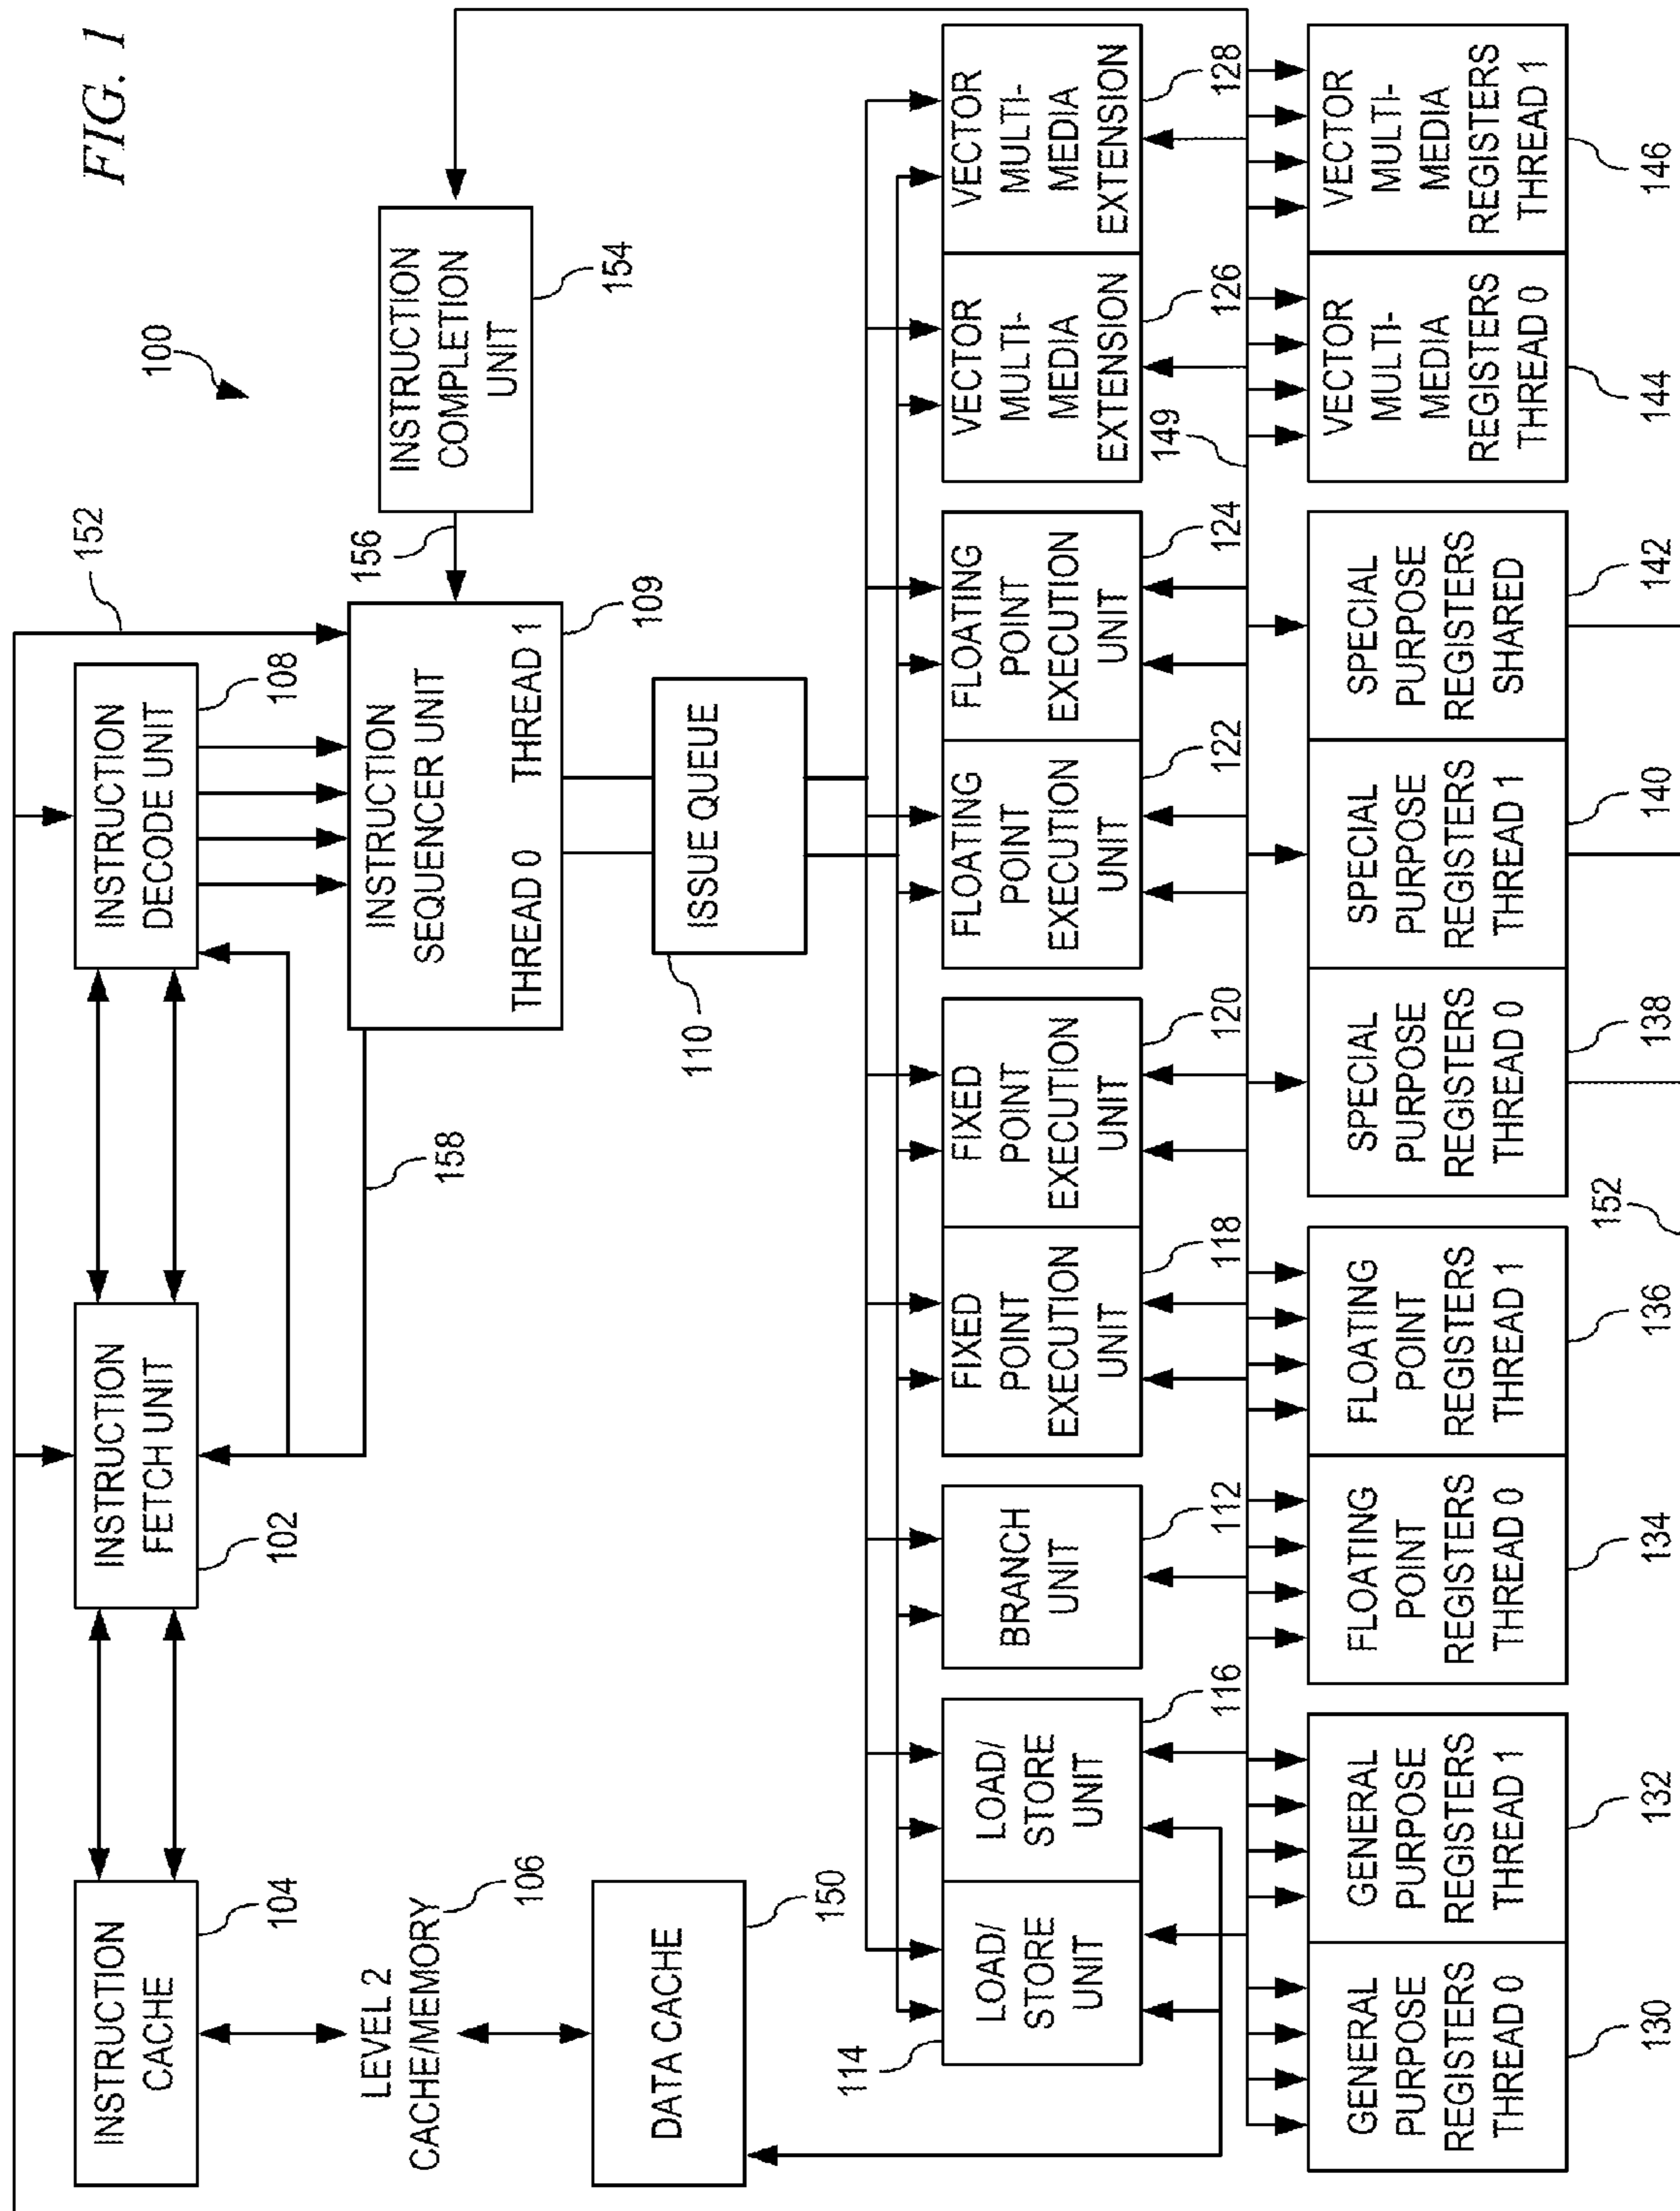 FIG. 1
100
152
INSTRUCTION
CACHE
104
INSTRUCTION
FETCH UNIT
102
INSTRUCTION
DECODE UNIT
108
152
LEVEL 2
CACHE/MEMORY
106
158
INSTRUCTION
SEQUENCER UNIT
THREAD 0
THREAD 1
109
156
INSTRUCTION
COMPLETION
UNIT
154
DATA CACHE
150
110
ISSUE QUEUE
114
LOAD/
STORE
UNIT
LOAD/
STORE
UNIT
116
BRANCH
UNIT
112
FIXED
POINT
EXECUTION
UNIT
118
FIXED
POINT
EXECUTION
UNIT
120
FLOATING
POINT
EXECUTION
UNIT
122
FLOATING
POINT
EXECUTION
UNIT
124
VECTOR
MULTI-
MEDIA
EXTENSION
126
VECTOR
MULTI-
MEDIA
EXTENSION
128
149
GENERAL
PURPOSE
REGISTERS
THREAD 0
130
GENERAL
PURPOSE
REGISTERS
THREAD 1
132
FLOATING
POINT
REGISTERS
THREAD 0
134
FLOATING
POINT
REGISTERS
THREAD 1
136
SPECIAL
PURPOSE
REGISTERS
THREAD 0
138
SPECIAL
PURPOSE
REGISTERS
THREAD 1
140
SPECIAL
PURPOSE
REGISTERS
SHARED
142
VECTOR
MULTI-
MEDIA
REGISTERS
THREAD 0
144
VECTOR
MULTI-
MEDIA
REGISTERS
THREAD 1
146